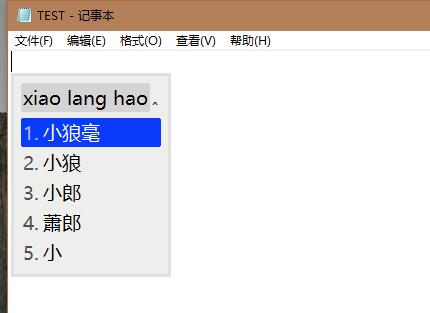 TEST - 记事本
文件(F) 编辑(E) 格式(O) 查看(V) 帮助(H)
xiao lang hao‸
1. 小狼毫
2. 小狼
3. 小郎
4. 蕭郎
5. 小